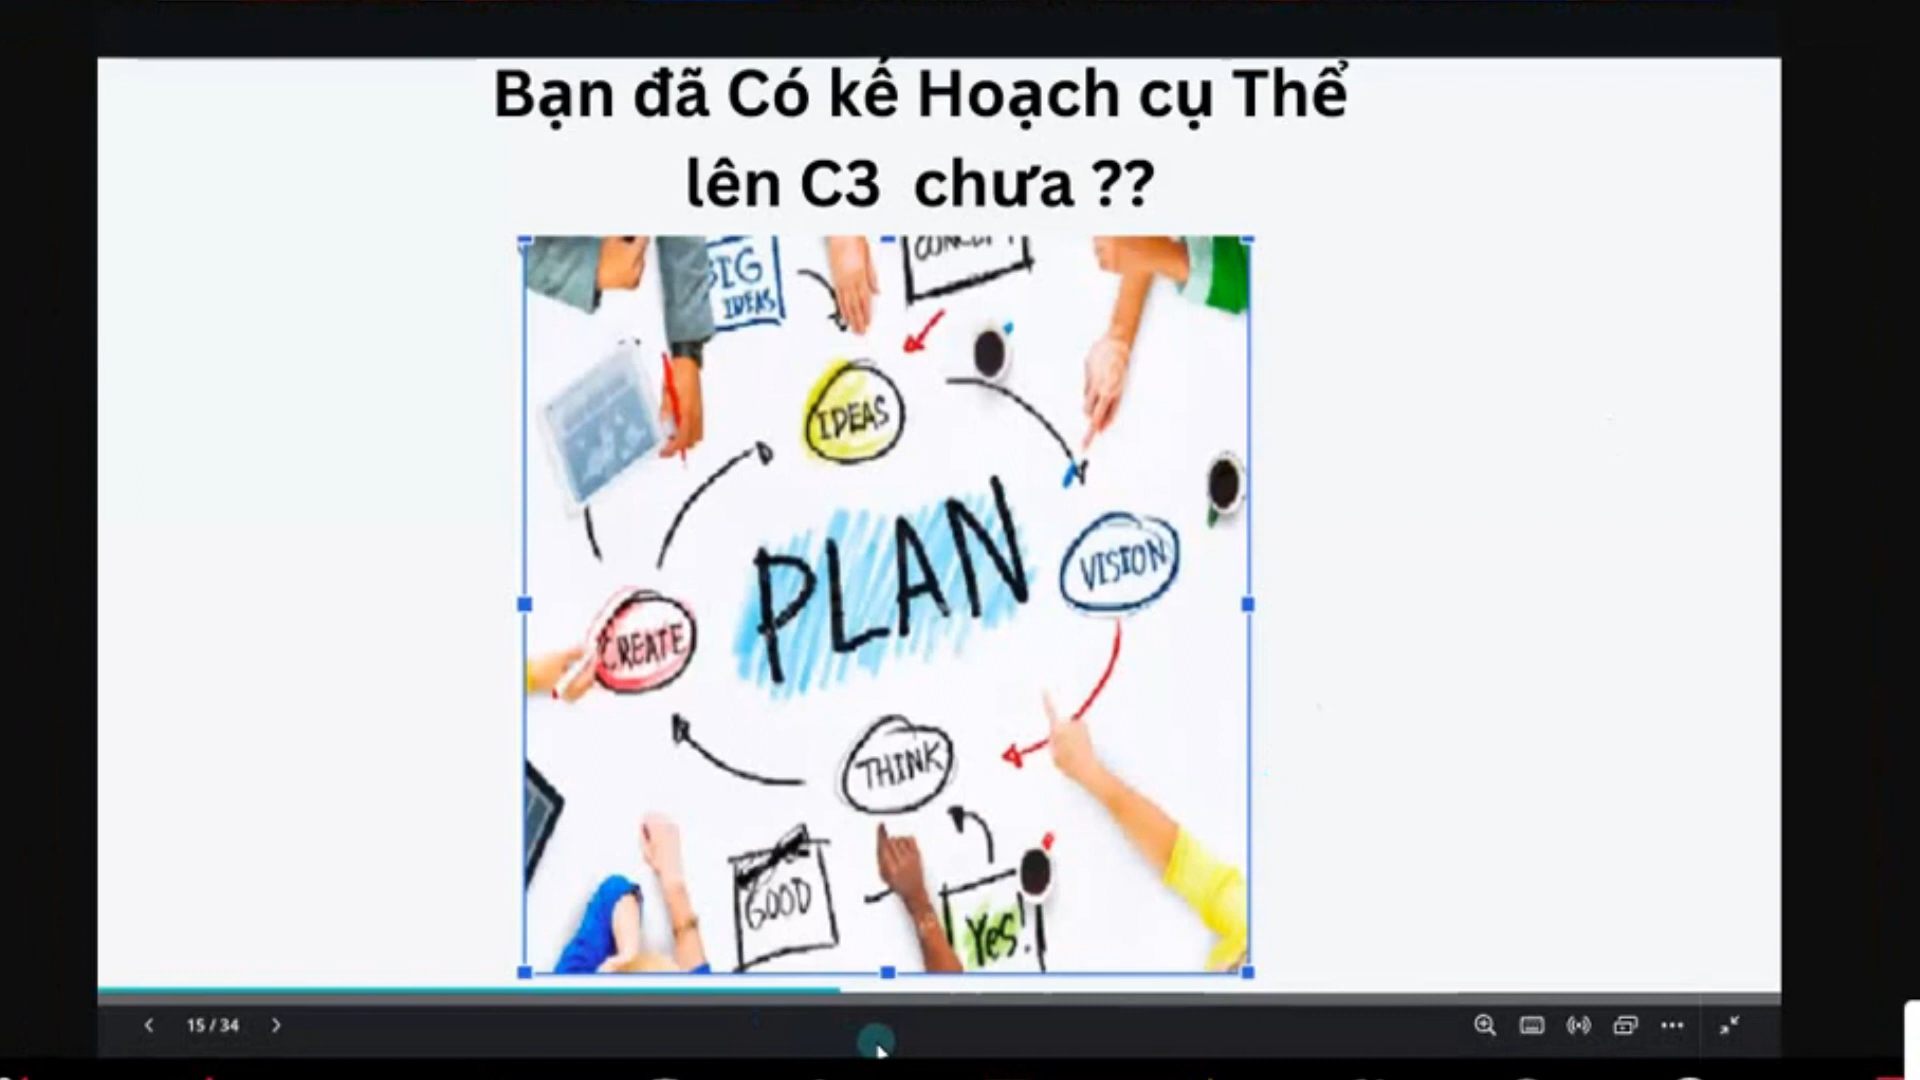 Bạn đã Có kế Hoạch cụ Thể
lên C3 chưa ??
BIG
IDEAS
CONCEPT
IDEAS
PLAN
VISION
CREATE
THINK
GOOD
Yes!
15 / 34